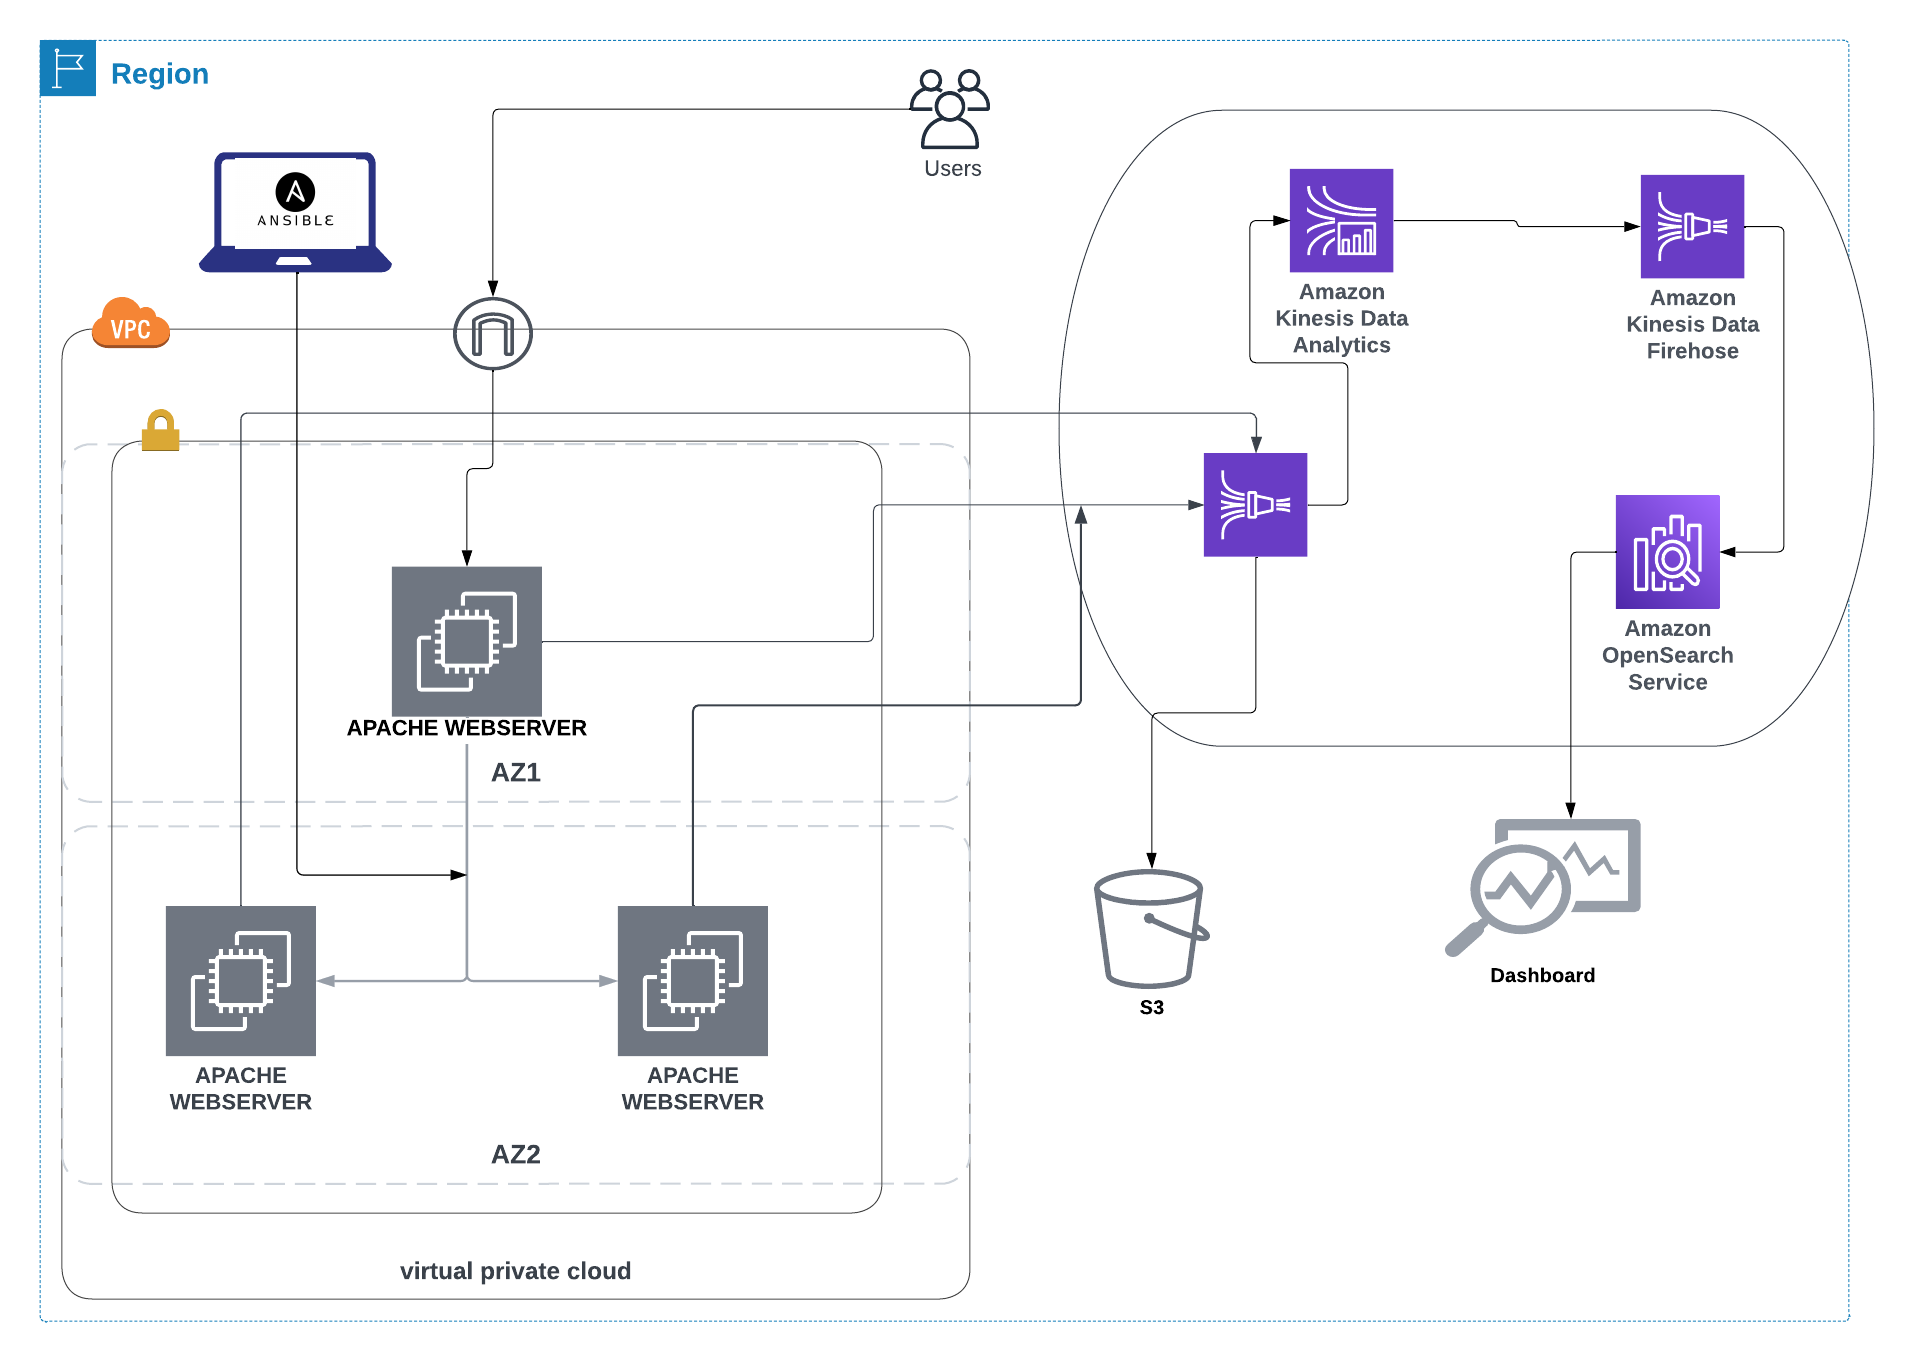 Region
Users
ANSIBLE
VPC
Amazon
Kinesis Data
Analytics
Amazon
Kinesis Data
Firehose
APACHE WEBSERVER
AZ1
Amazon
OpenSearch
Service
APACHE
WEBSERVER
APACHE
WEBSERVER
AZ2
S3
Dashboard
virtual private cloud